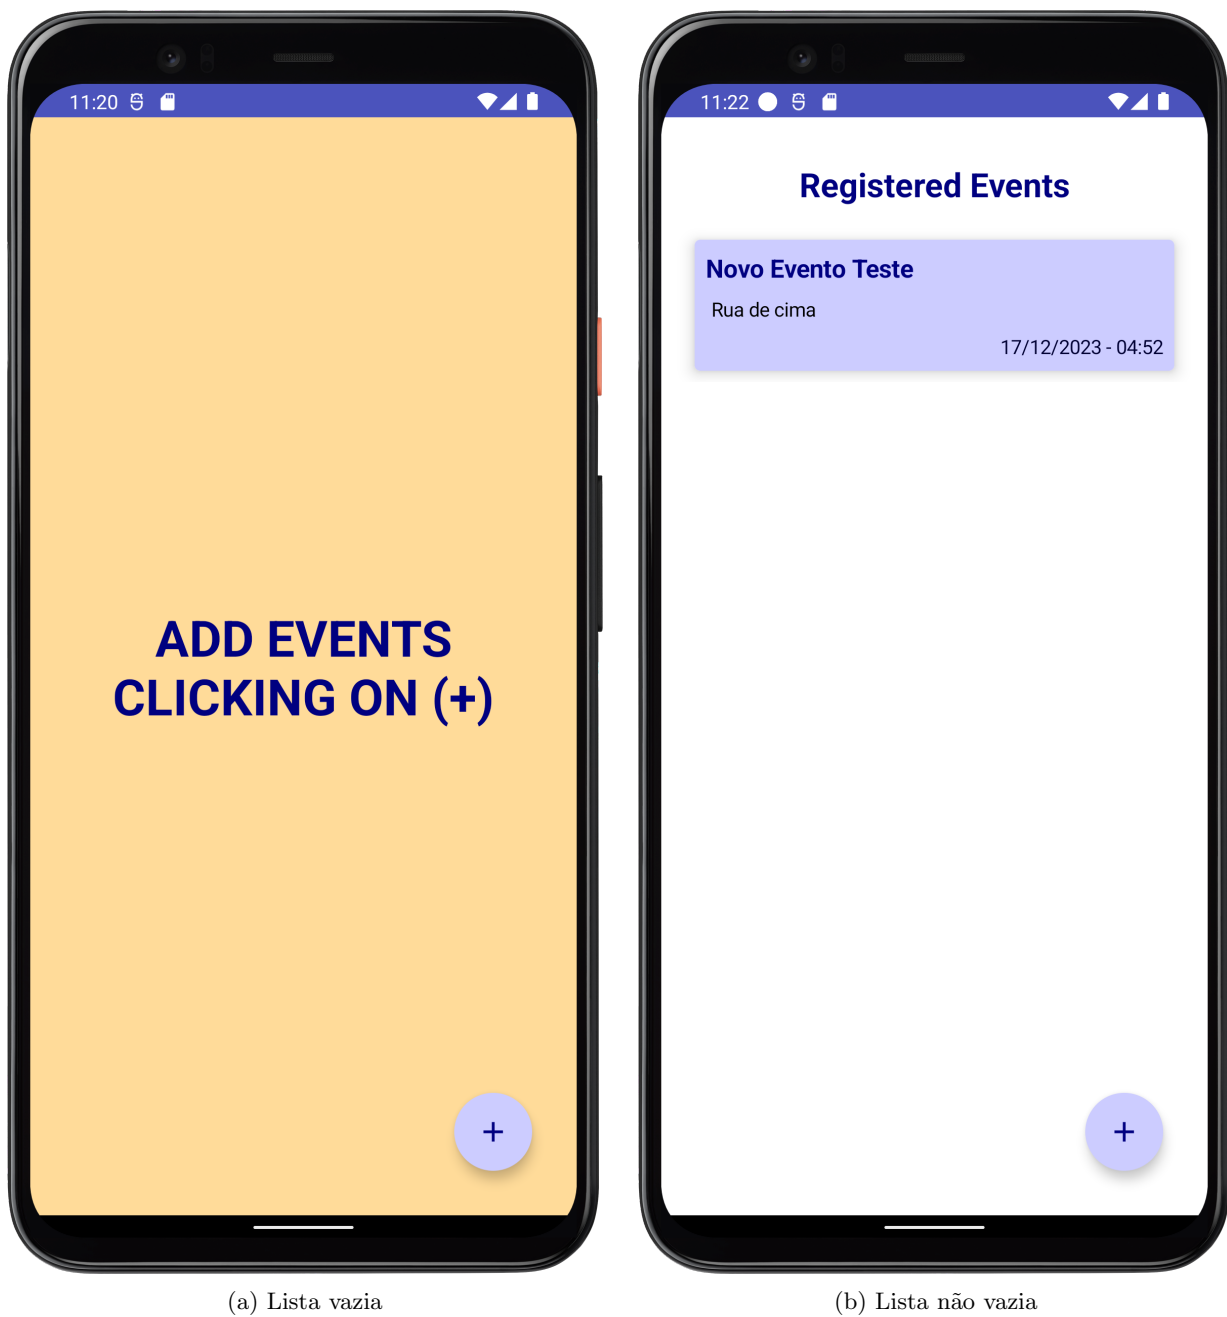 11:20
ADD EVENTS
CLICKING ON (+)
+
(a) Lista vazia
11:22
Registered Events
Novo Evento Teste
Rua de cima
17/12/2023 - 04:52
+
(b) Lista não vazia